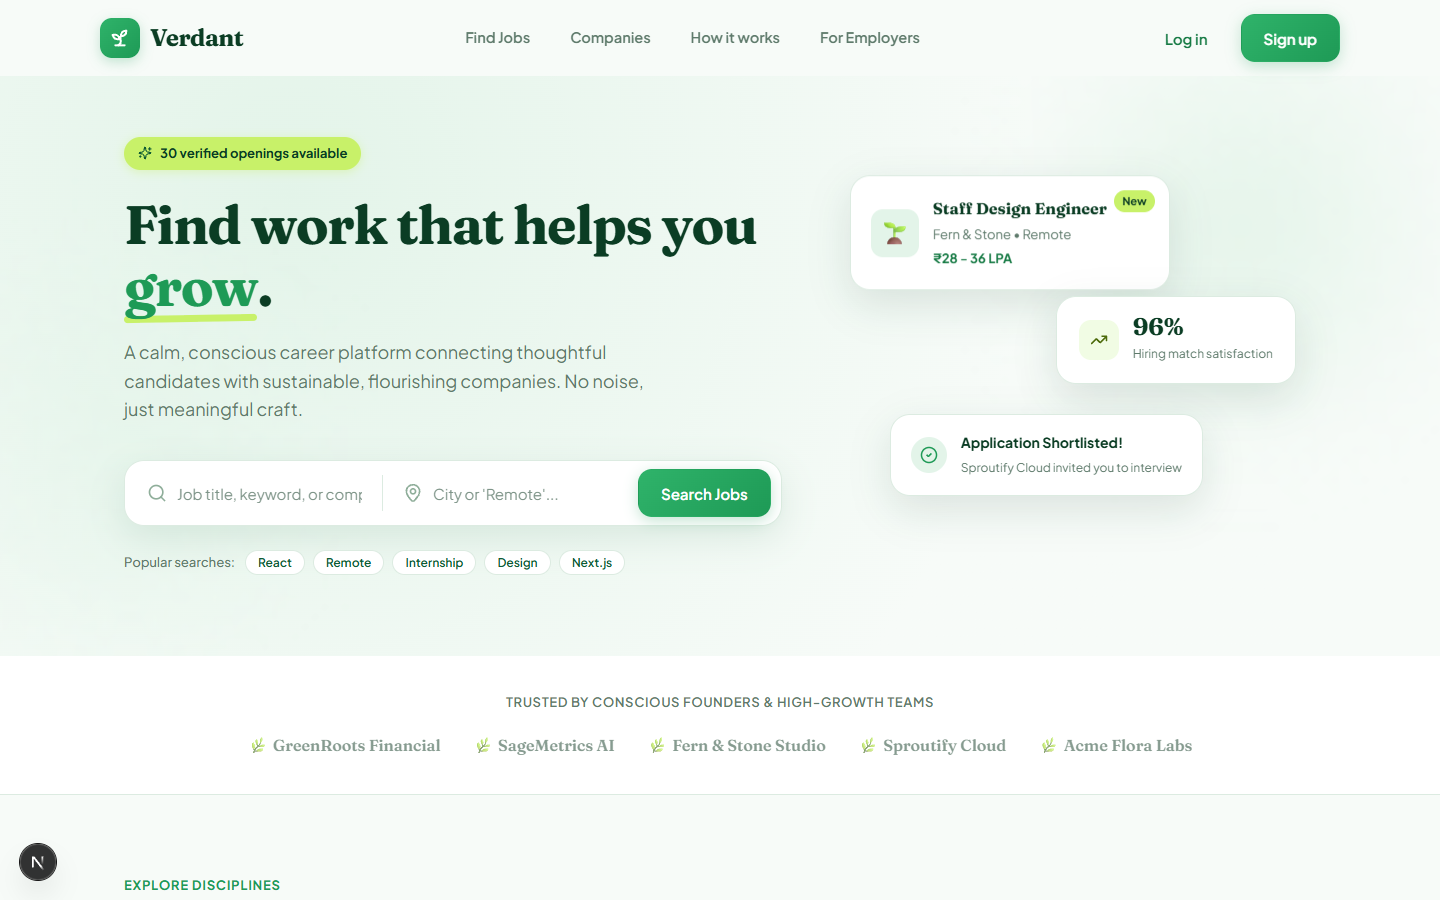 Verdant
Find Jobs
Companies
How it works
For Employers
Log in
Sign up
30 verified openings available
Find work that helps you
grow.
A calm, conscious career platform connecting thoughtful
candidates with sustainable, flourishing companies. No noise,
just meaningful craft.
Job title, keyword, or comp
City or 'Remote'...
Search Jobs
Popular searches:
React
Remote
Internship
Design
Next.js
Staff Design Engineer
New
Fern & Stone • Remote
₹28 - 36 LPA
96%
Hiring match satisfaction
Application Shortlisted!
Sproutify Cloud invited you to interview
TRUSTED BY CONSCIOUS FOUNDERS & HIGH-GROWTH TEAMS
GreenRoots Financial
SageMetrics AI
Fern & Stone Studio
Sproutify Cloud
Acme Flora Labs
N
EXPLORE DISCIPLINES